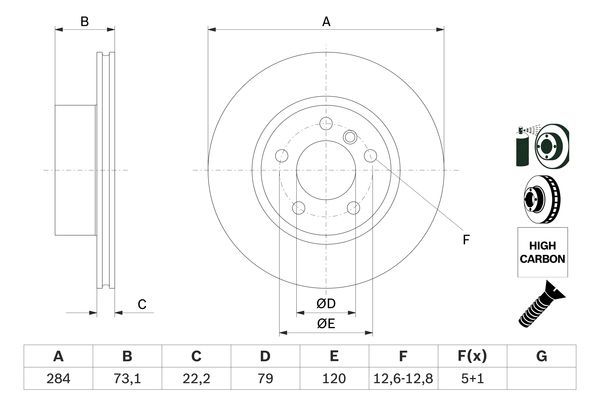 B
A
F
HIGH
CARBON
C
ØD
ØE
A B C D E F F(x) G
284 73,1 22,2 79 120 12,6-12,8 5+1